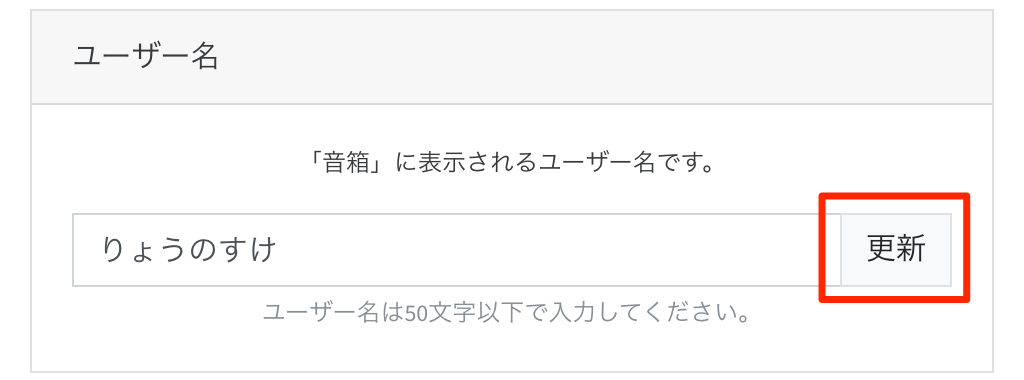 ユーザー名
「音箱」に表示されるユーザー名です。
りょうのすけ
更新
ユーザー名は50文字以下で入力してください。